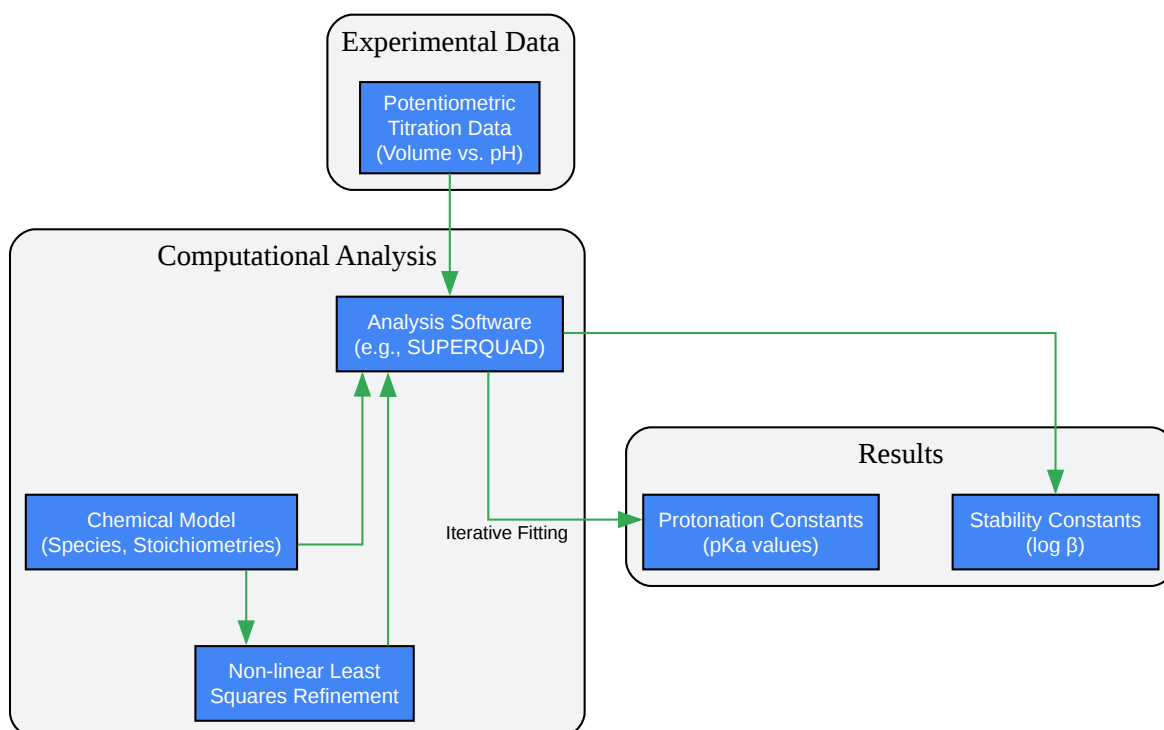 Experimental Data
Potentiometric
Titration Data
(Volume vs. pH)
Computational Analysis
Analysis Software
(e.g., SUPERQUAD)
Results
Chemical Model
(Species, Stoichiometries)
Iterative Fitting
Protonation Constants
(pKa values)
Stability Constants
(log β)
Non-linear Least
Squares Refinement